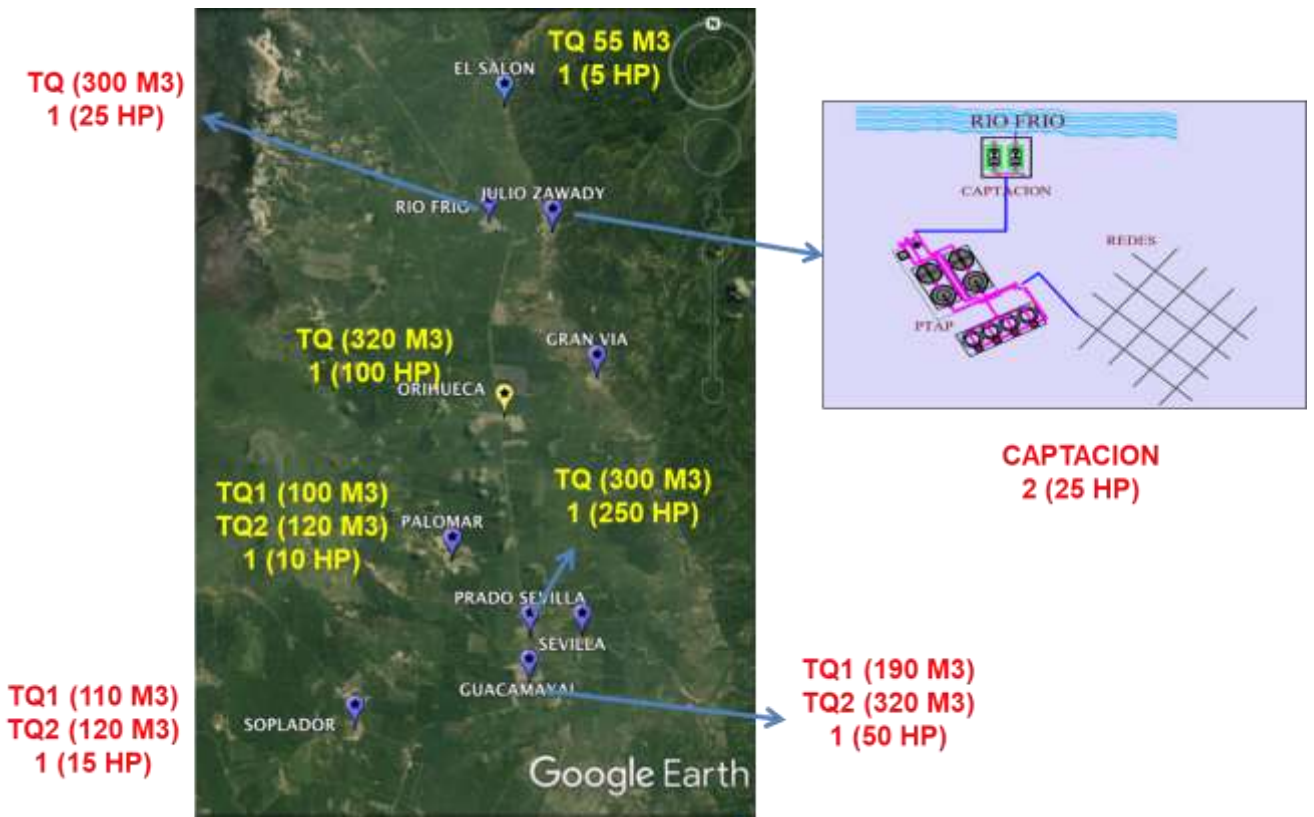 TQ 55 M3
1 (5 HP)
EL SALON
TQ (300 M3)
1 (25 HP)
N
RIO FRIO
CAPTACION
REDES
PTAP
JULIO ZAWADY
RIO FRIO
TQ (320 M3)
1 (100 HP)
GRAN VIA
ORIHUECA
CAPTACION
2 (25 HP)
TQ (300 M3)
1 (250 HP)
TQ1 (100 M3)
TQ2 (120 M3)
1 (10 HP)
PALOMAR
PRADO SEVILLA
SEVILLA
GUACAMAYAL
TQ1 (190 M3)
TQ2 (320 M3)
1 (50 HP)
TQ1 (110 M3)
TQ2 (120 M3)
1 (15 HP)
SOPLADOR
Google Earth